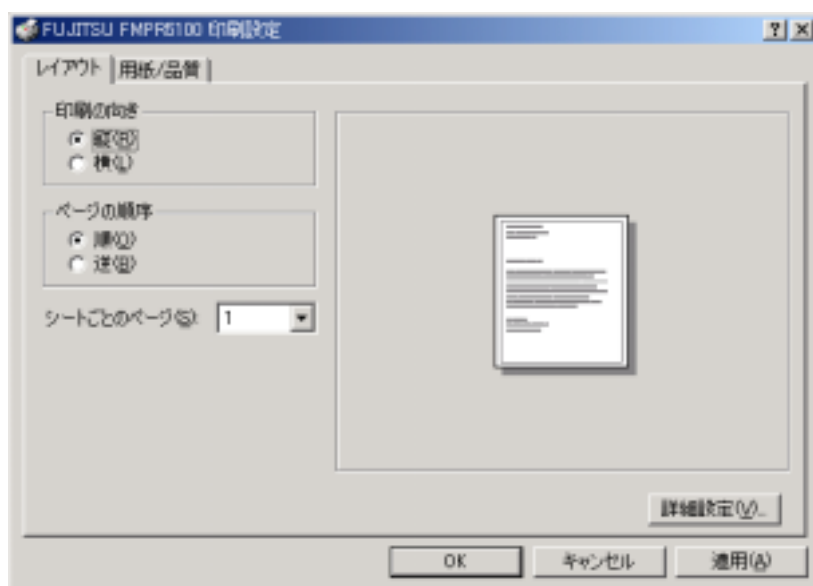 FUJITSU FMPR5100 印刷設定
レイアウト 用紙/品質
印刷の向き
縦(R)
横(L)
ページの順序
順(O)
逆(B)
シートごとのページ(S): 1
詳細設定(V)...
OK キャンセル 適用(A)